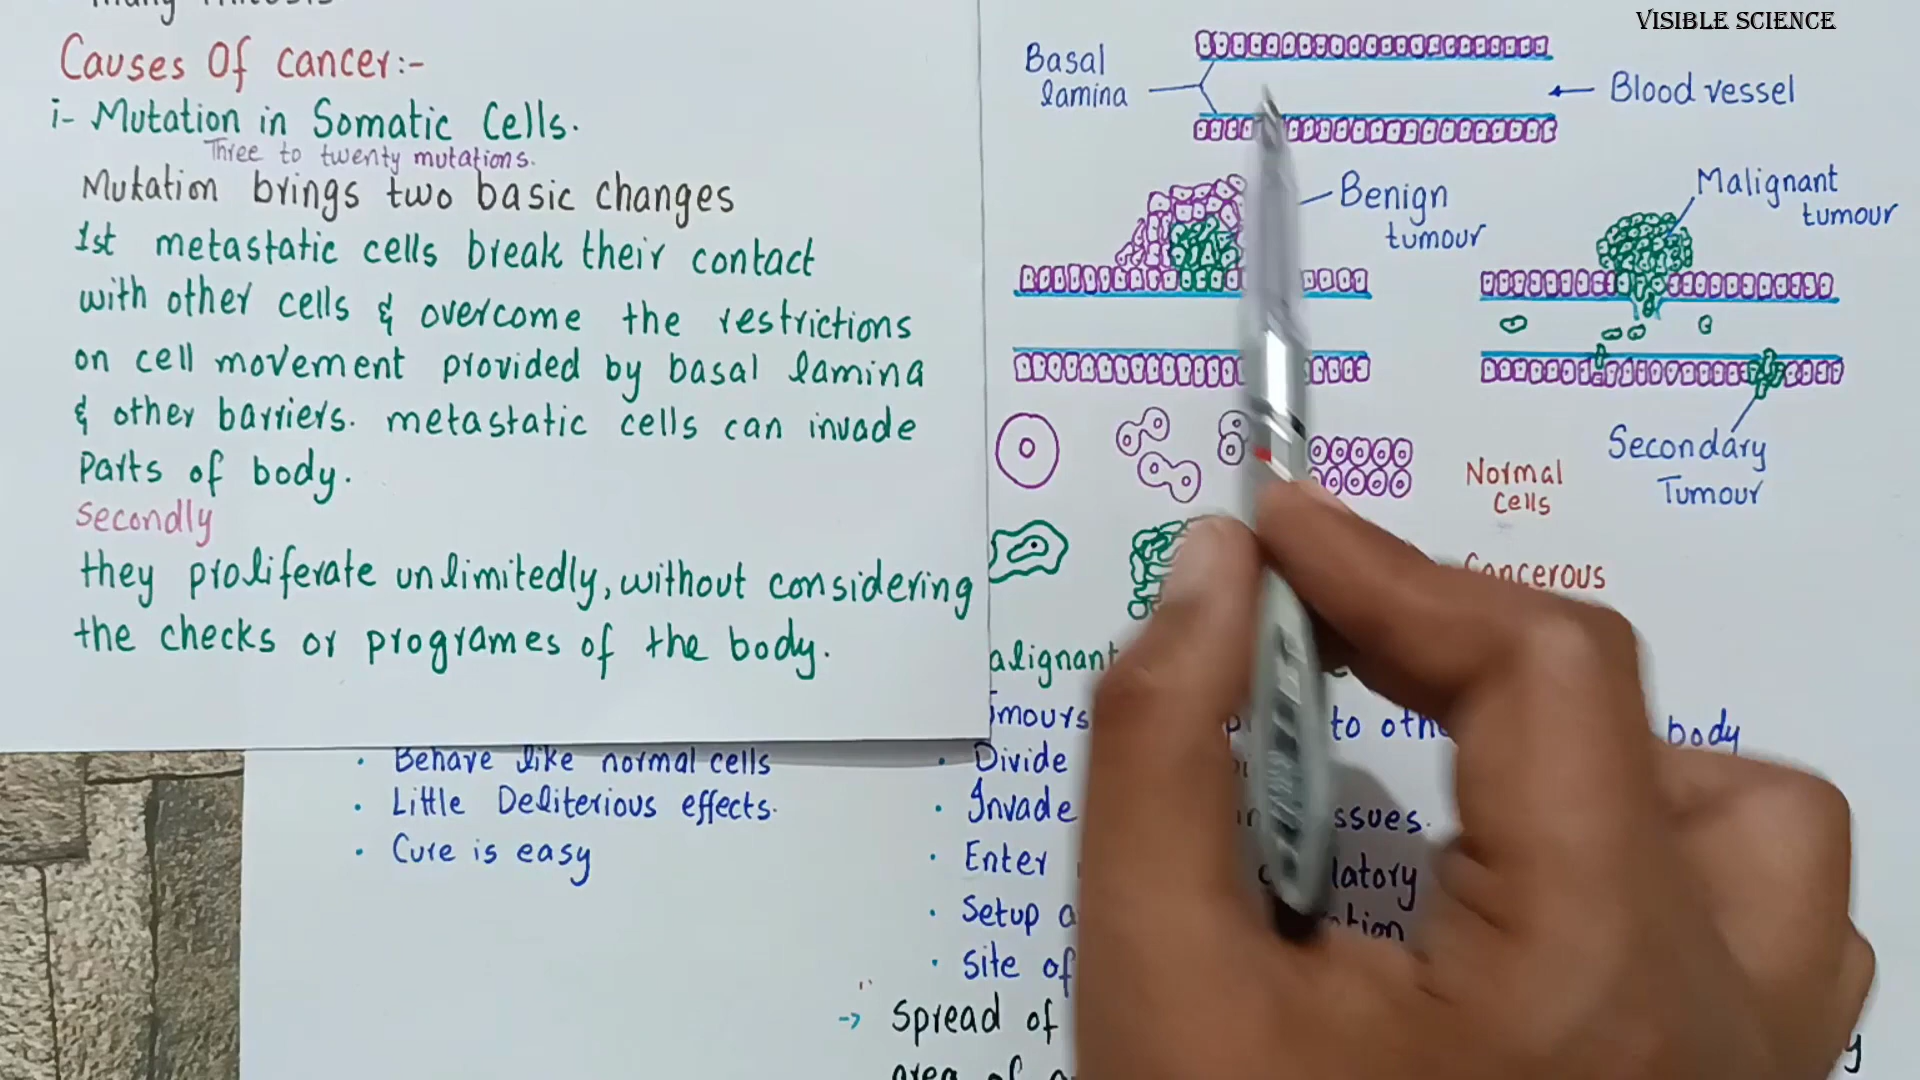 VISIBLE SCIENCE
Causes Of cancer:-
i- Mutation in Somatic Cells.
Three to twenty mutations.
Mutation brings two basic changes
1st metastatic cells break their contact
with other cells & overcome the restrictions
on cell movement provided by basal lamina
& other barriers. metastatic cells can invade
Parts of body.
Secondly
they proliferate unlimitedly, without considering
the checks or programes of the body.
Behave like normal cells
Little Deliterious effects.
Cure is easy
Basal
lamina
Blood vessel
Benign
tumour
Malignant
tumour
Secondary
Tumour
Normal
Cells
Cancerous
alignant
mours to body
Divide
Invade ssues.
Enter latory
Setup
Site of
→ Spread of
area of